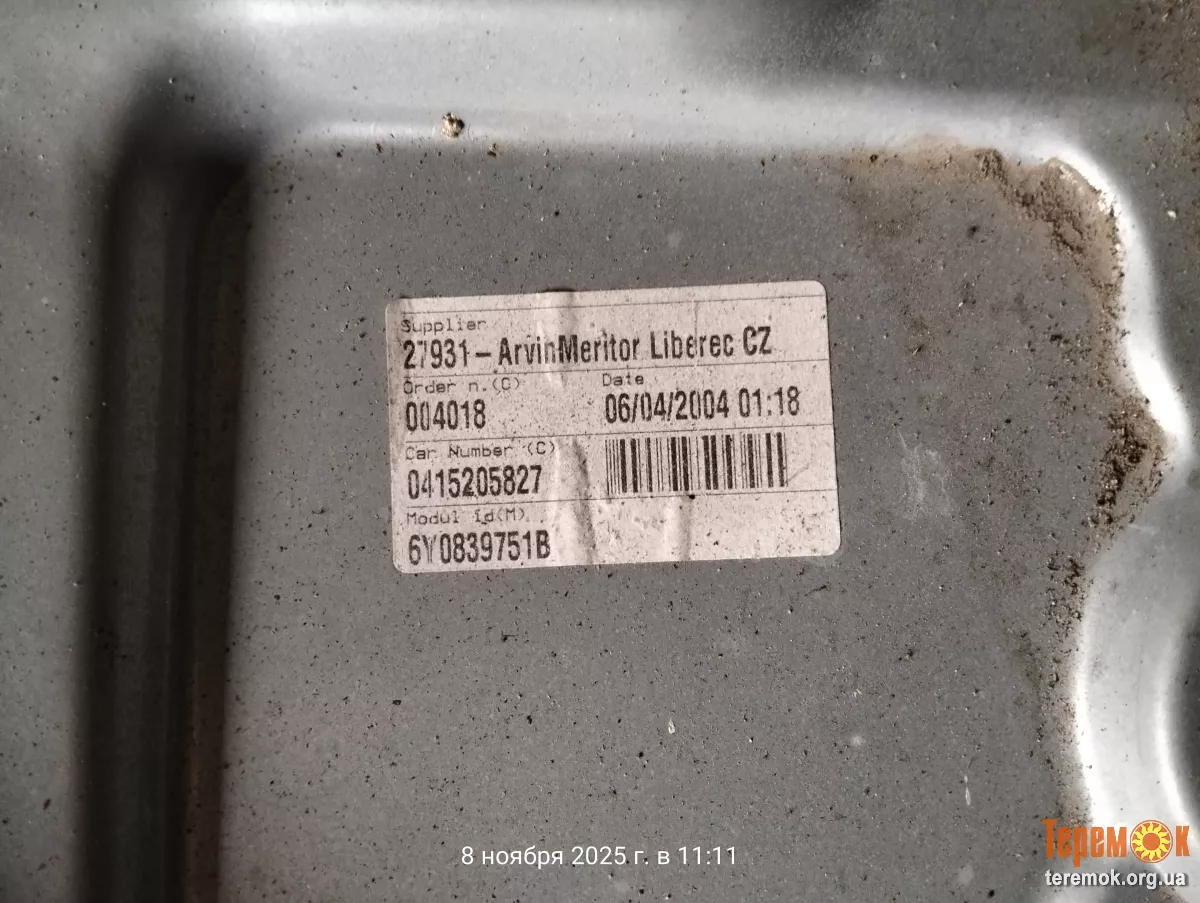 Supplier
27931-ArvinMeritor Liberec CZ
Order n.(C) Date
004018 06/04/2004 01:18
Car Number (C)
0415205827
Modul id(M)
6Y0839751B
8 ноября 2025 г. в 11:11
Теремок
teremok.org.ua